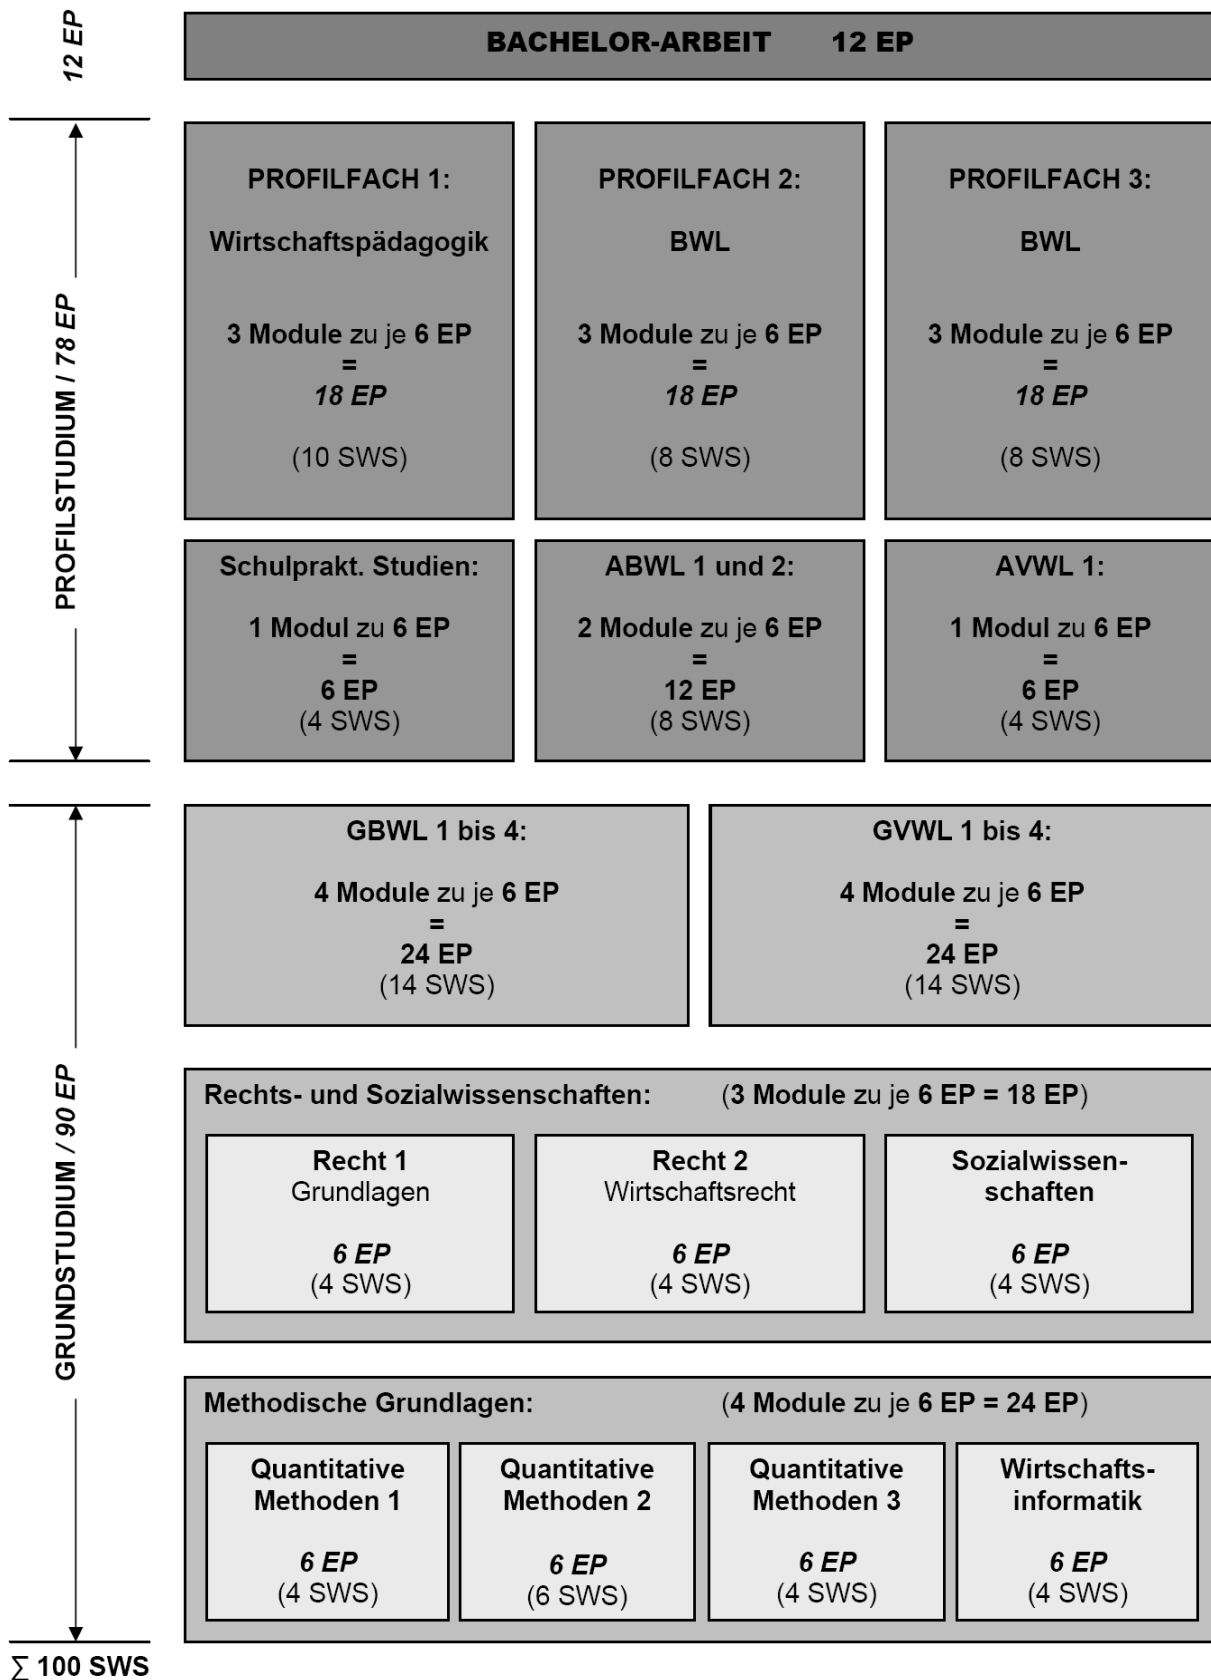 12 EP
BACHELOR-ARBEIT 12 EP
PROFILSTUDIUM / 78 EP
PROFILFACH 1:
Wirtschaftspädagogik
3 Module zu je 6 EP
=
18 EP
(10 SWS)
PROFILFACH 2:
BWL
3 Module zu je 6 EP
=
18 EP
(8 SWS)
PROFILFACH 3:
BWL
3 Module zu je 6 EP
=
18 EP
(8 SWS)
Schulprakt. Studien:
1 Modul zu 6 EP
=
6 EP
(4 SWS)
ABWL 1 und 2:
2 Module zu je 6 EP
=
12 EP
(8 SWS)
AVWL 1:
1 Modul zu 6 EP
=
6 EP
(4 SWS)
GRUNDSTUDIUM / 90 EP
GBWL 1 bis 4:
4 Module zu je 6 EP
=
24 EP
(14 SWS)
GVWL 1 bis 4:
4 Module zu je 6 EP
=
24 EP
(14 SWS)
Rechts- und Sozialwissenschaften: (3 Module zu je 6 EP = 18 EP)
Recht 1
Grundlagen
6 EP
(4 SWS)
Recht 2
Wirtschaftsrecht
6 EP
(4 SWS)
Sozialwissen-
schaften
6 EP
(4 SWS)
Methodische Grundlagen: (4 Module zu je 6 EP = 24 EP)
Quantitative
Methoden 1
6 EP
(4 SWS)
Quantitative
Methoden 2
6 EP
(6 SWS)
Quantitative
Methoden 3
6 EP
(4 SWS)
Wirtschafts-
informatik
6 EP
(4 SWS)
∑ 100 SWS